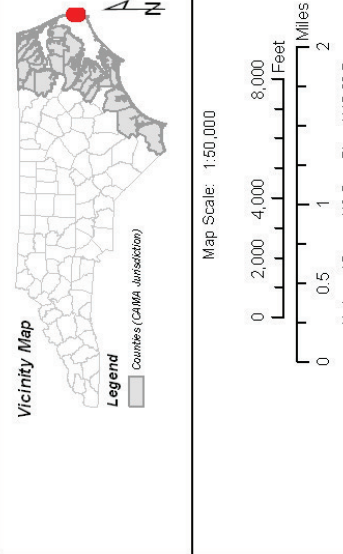 Vicinity Map
Legend
Counties (CAMA Jurisdiction)
N
Map Scale: 1:50,000
0 2,000 4,000 8,000
Feet
0 0.5 1 2
Miles